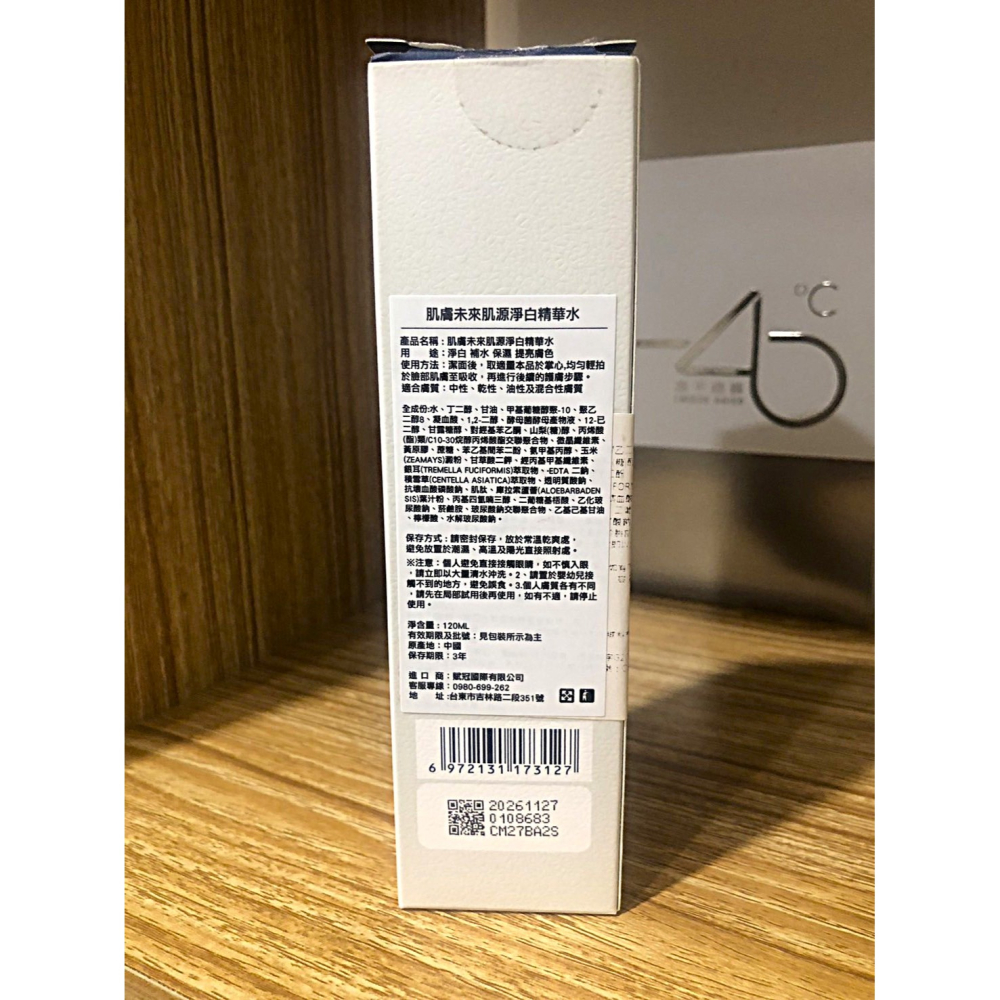 肌膚未來肌源淨白精華水
產品名稱：肌膚未來肌源淨白精華水
用　　途：淨白 補水 保濕 提亮膚色
使用方法：潔面後，取適量本品於掌心，均勻輕拍
於臉部肌膚至吸收，再進行後續的護膚步驟。
適合膚質：中性、乾性、油性及混合性膚質
全成份:水、丁二醇、甘油、甲基葡糖醇聚-10、聚乙
二醇8、凝血酸、1,2-二醇、酵母菌酵母產物液、12-已
二醇、甘露糖醇、對羥基苯乙酮、山梨(糖)醇、丙烯酸
(酯)類/C10-30烷醇丙烯酸酯交聯聚合物、微晶纖維素、
黃原膠、蔗糖、苯乙基間苯二酚、氨甲基丙醇、玉米
(ZEAMAYS)澱粉、甘草酸二鉀、羥丙基甲基纖維素、
銀耳(TREMELLA FUCIFORMIS)萃取物、-EDTA 二鈉、
積雪草(CENTELLA ASIATICA)萃取物、透明質酸鈉、
抗壞血酸磷酸鈉、肌肽、庫拉索蘆薈(ALOEBARBADEN
SIS)葉汁粉、丙基四氫嘧三醇、二葡糖基棓酸、乙化玻
尿酸鈉、菸鹼胺、玻尿酸鈉交聯聚合物、乙基己基甘油
、檸檬酸、水解玻尿酸鈉。
保存方式：請密封保存，放於常溫乾爽處，
避免放置於潮濕、高溫及陽光直接照射處。
※注意：個人避免直接接觸眼睛，如不慎入眼
，請立即以大量清水沖洗。2、請置於嬰幼兒接
觸不到的地方，避免誤食。3.個人膚質各有不同
，請先在局部試用後再使用，如有不適，請停止
使用。
淨含量：120ML
有效期限及批號：見包裝所示為主
原產地：中國
保存期限：3年
進 口 商：賦冠國際有限公司
客服專線：0980-699-262
地　　址:台東市吉林路二段351號
6 972131 173127
20261127
0108683
CM27BA2S
45°C